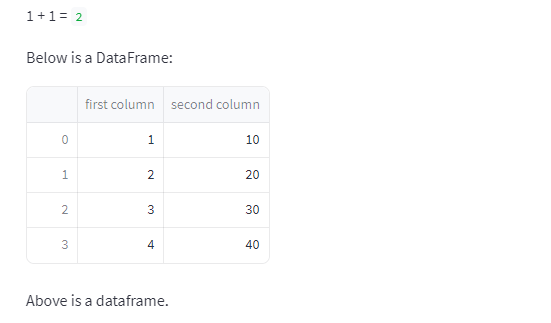 1 + 1 = 2
Below is a DataFrame:
first column second column
0 1 10
1 2 20
2 3 30
3 4 40
Above is a dataframe.